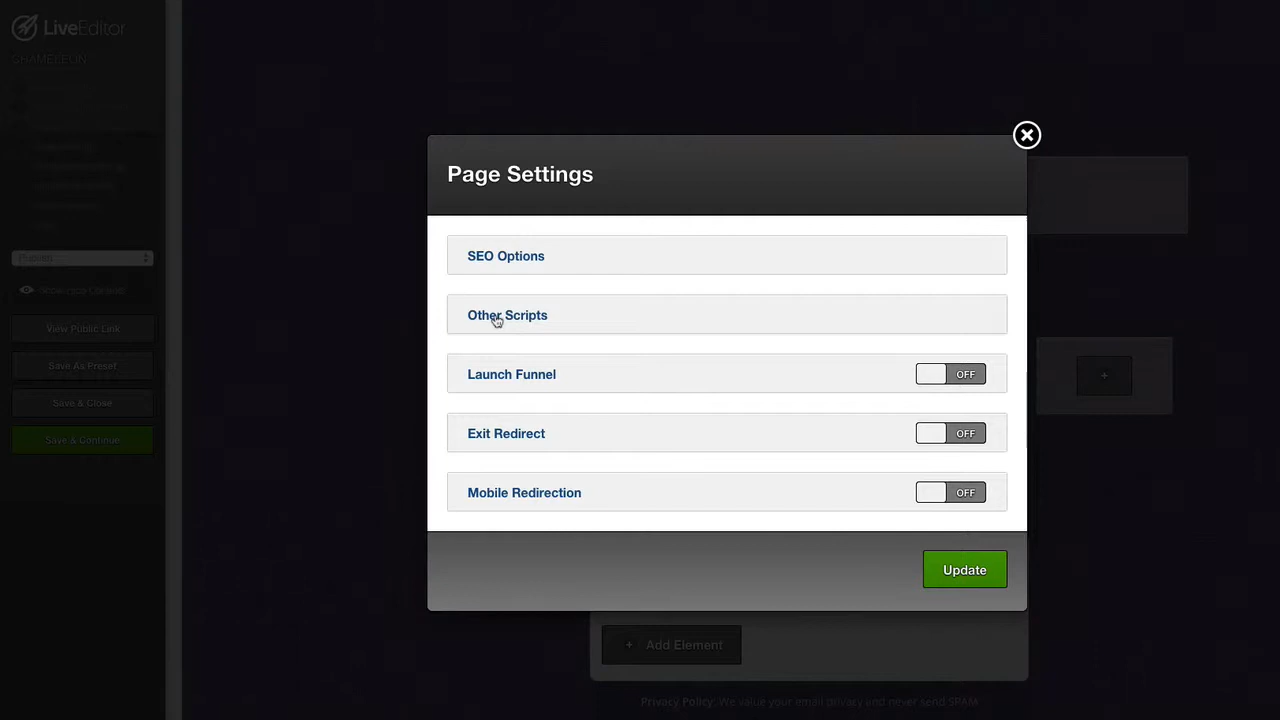 LiveEditor
CHAMELEON
Page Settings
SEO Options
Other Scripts
Launch Funnel
OFF
Exit Redirect
OFF
Mobile Redirection
OFF
Update
View Public Link
Save As Preset
Save & Close
Save & Continue
+
+ Add Element
Privacy Policy: We value your email privacy and never send SPAM